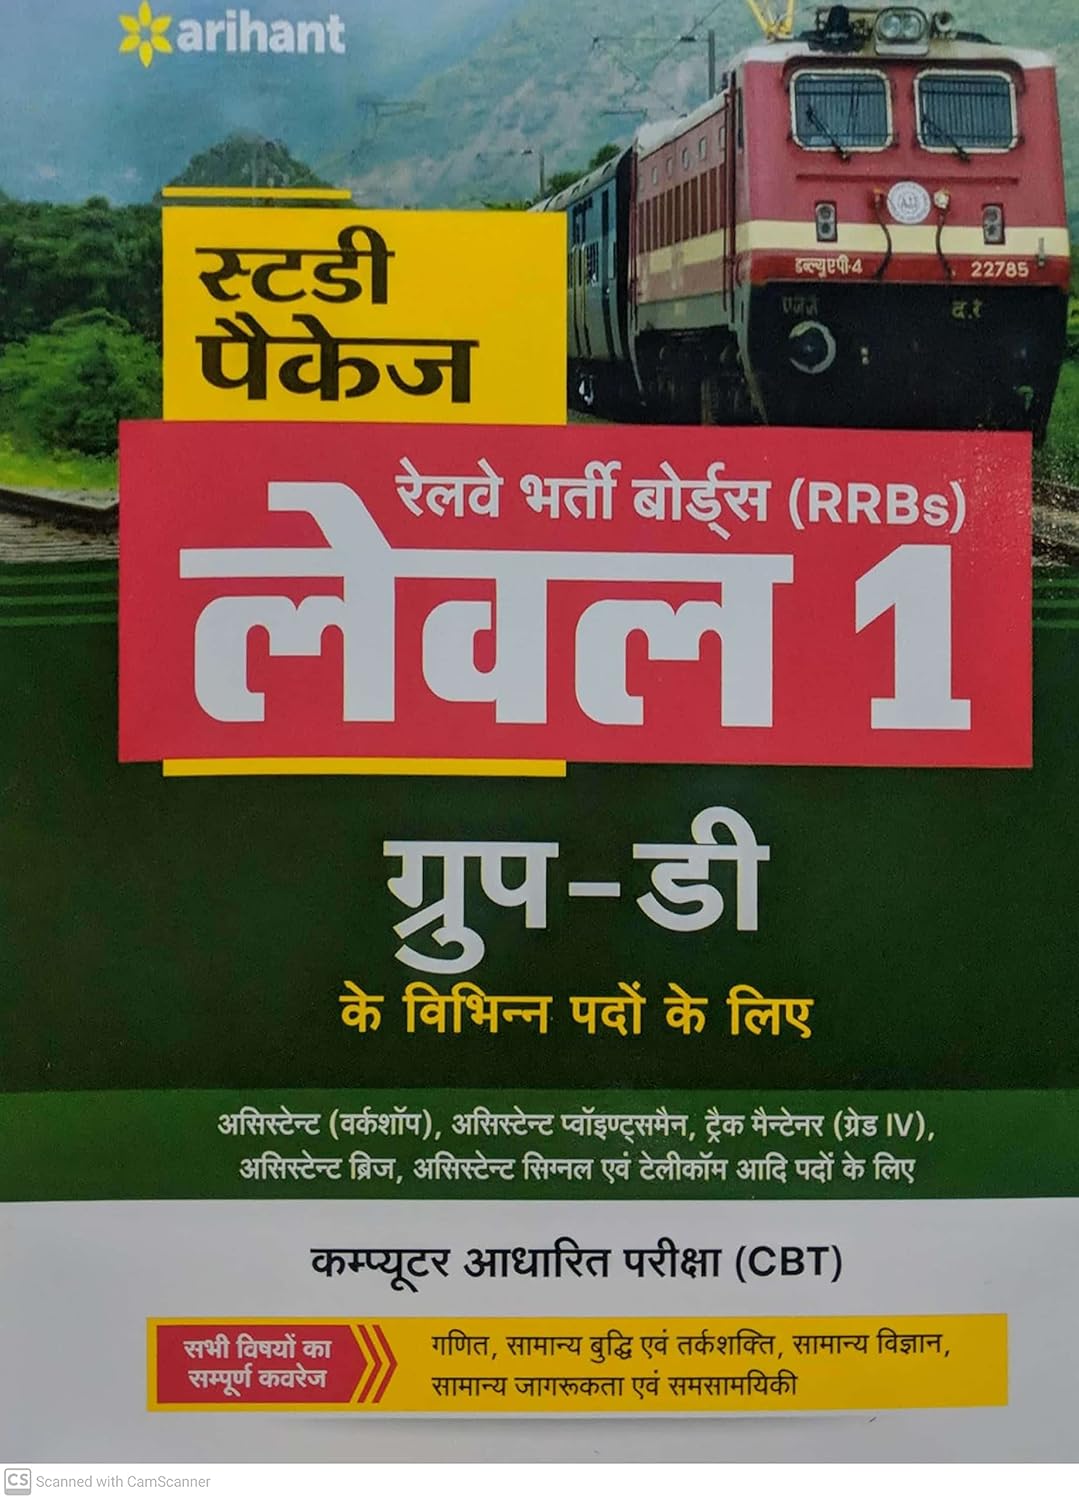 arihant
डब्ल्यूएपी-4 22785
द.रे
स्टडी
पैकेज
रेलवे भर्ती बोर्ड्स (RRBs)
लेवल 1
ग्रुप-डी
के विभिन्न पदों के लिए
असिस्टेन्ट (वर्कशॉप), असिस्टेन्ट प्वॉइण्ट्समैन, ट्रैक मैन्टेनर (ग्रेड IV),
असिस्टेन्ट ब्रिज, असिस्टेन्ट सिग्नल एवं टेलीकॉम आदि पदों के लिए
कम्प्यूटर आधारित परीक्षा (CBT)
सभी विषयों का
सम्पूर्ण कवरेज
गणित, सामान्य बुद्धि एवं तर्कशक्ति, सामान्य विज्ञान,
सामान्य जागरूकता एवं समसामयिकी
CS Scanned with CamScanner